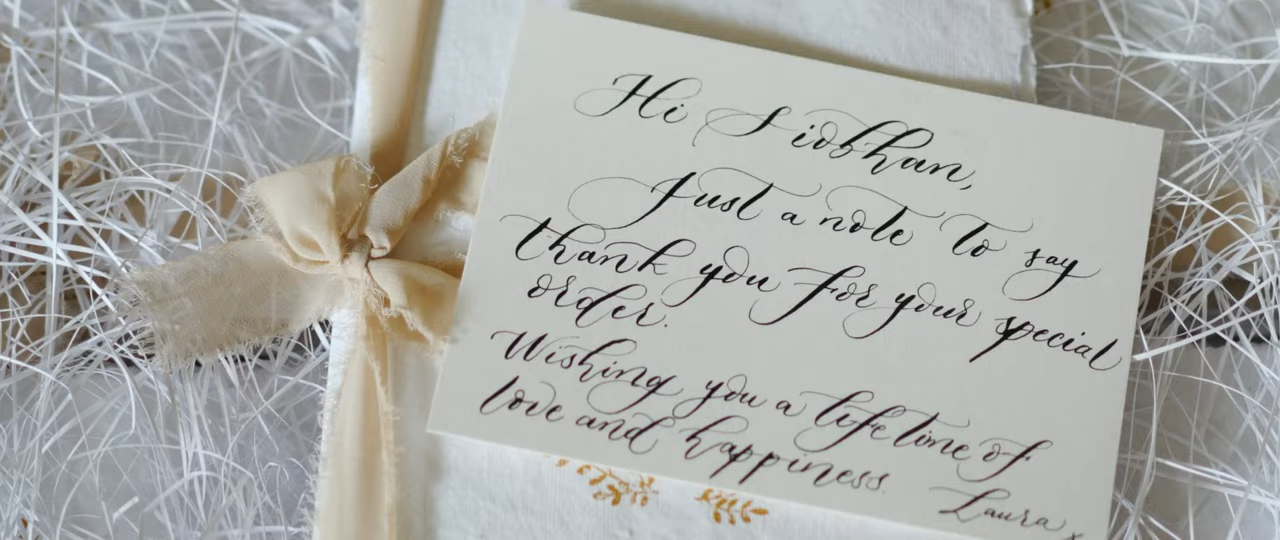 Hi Siobhan,
Just a note to say
thank you for your special
order.
Wishing you a lifetime of
love and happiness.
Laura x